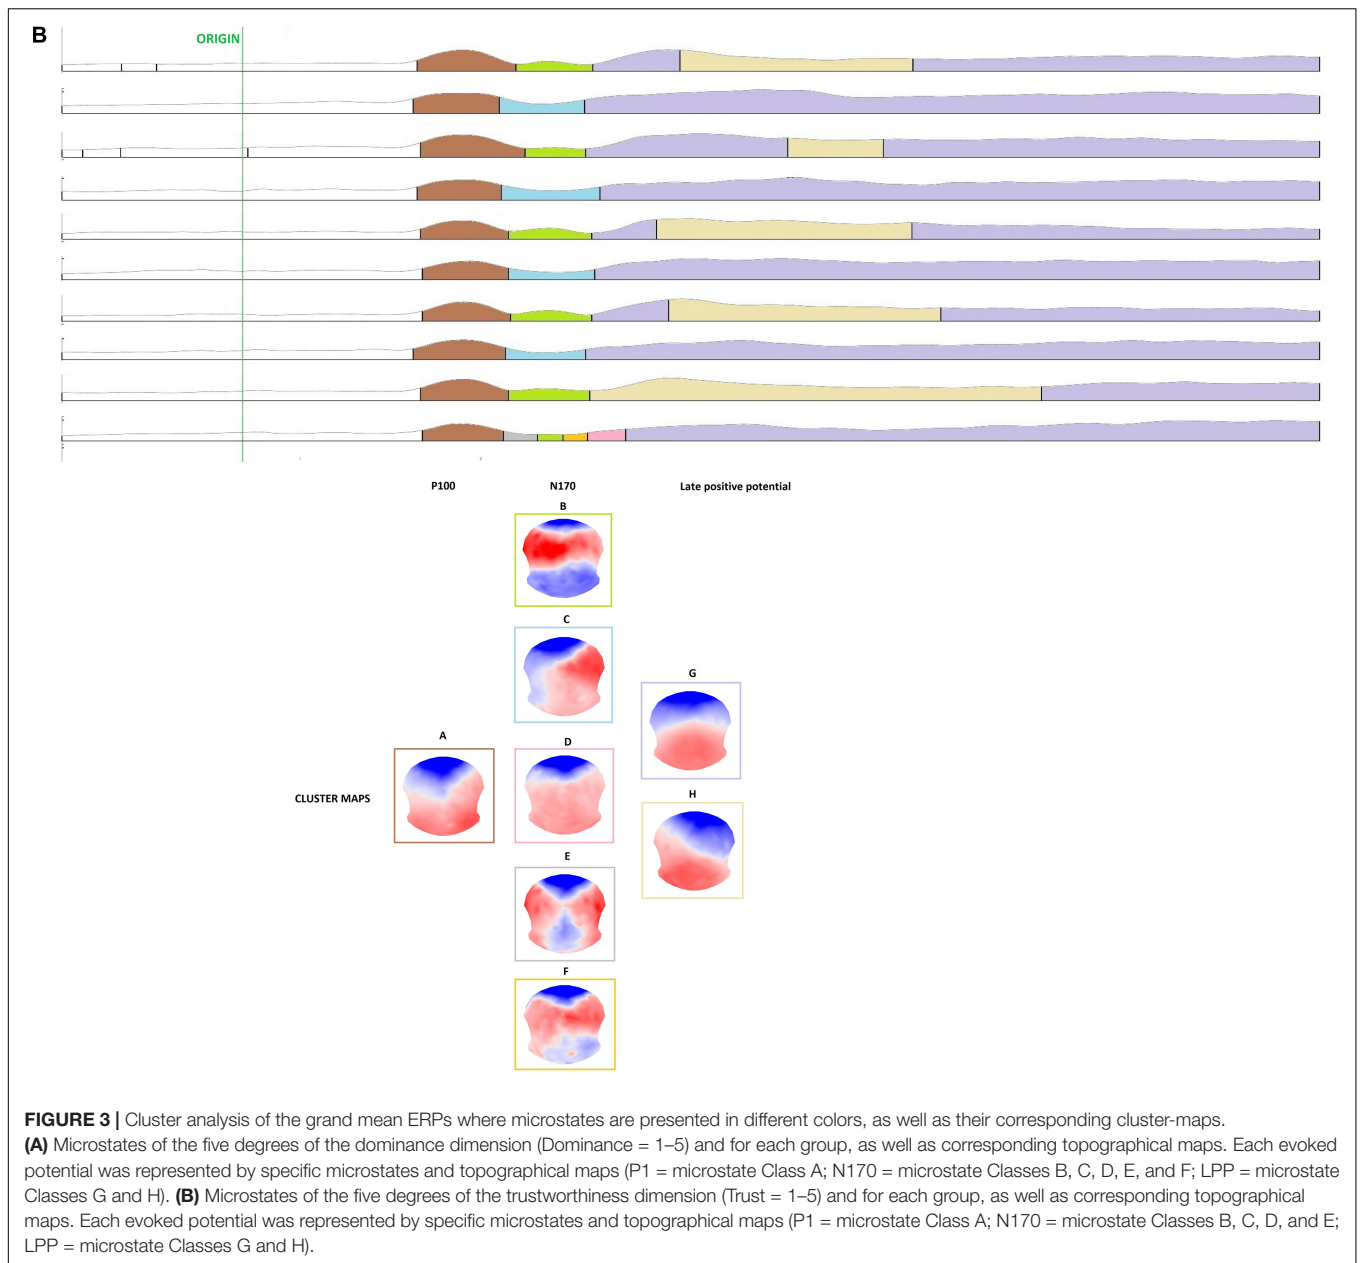 B
ORIGIN
P100
N170
Late positive potential
B
C
G
A
D
CLUSTER MAPS
H
E
F
FIGURE 3 | Cluster analysis of the grand mean ERPs where microstates are presented in different colors, as well as their corresponding cluster-maps.
(A) Microstates of the five degrees of the dominance dimension (Dominance = 1–5) and for each group, as well as corresponding topographical maps. Each evoked
potential was represented by specific microstates and topographical maps (P1 = microstate Class A; N170 = microstate Classes B, C, D, E, and F; LPP = microstate
Classes G and H). (B) Microstates of the five degrees of the trustworthiness dimension (Trust = 1–5) and for each group, as well as corresponding topographical
maps. Each evoked potential was represented by specific microstates and topographical maps (P1 = microstate Class A; N170 = microstate Classes B, C, D, and E;
LPP = microstate Classes G and H).